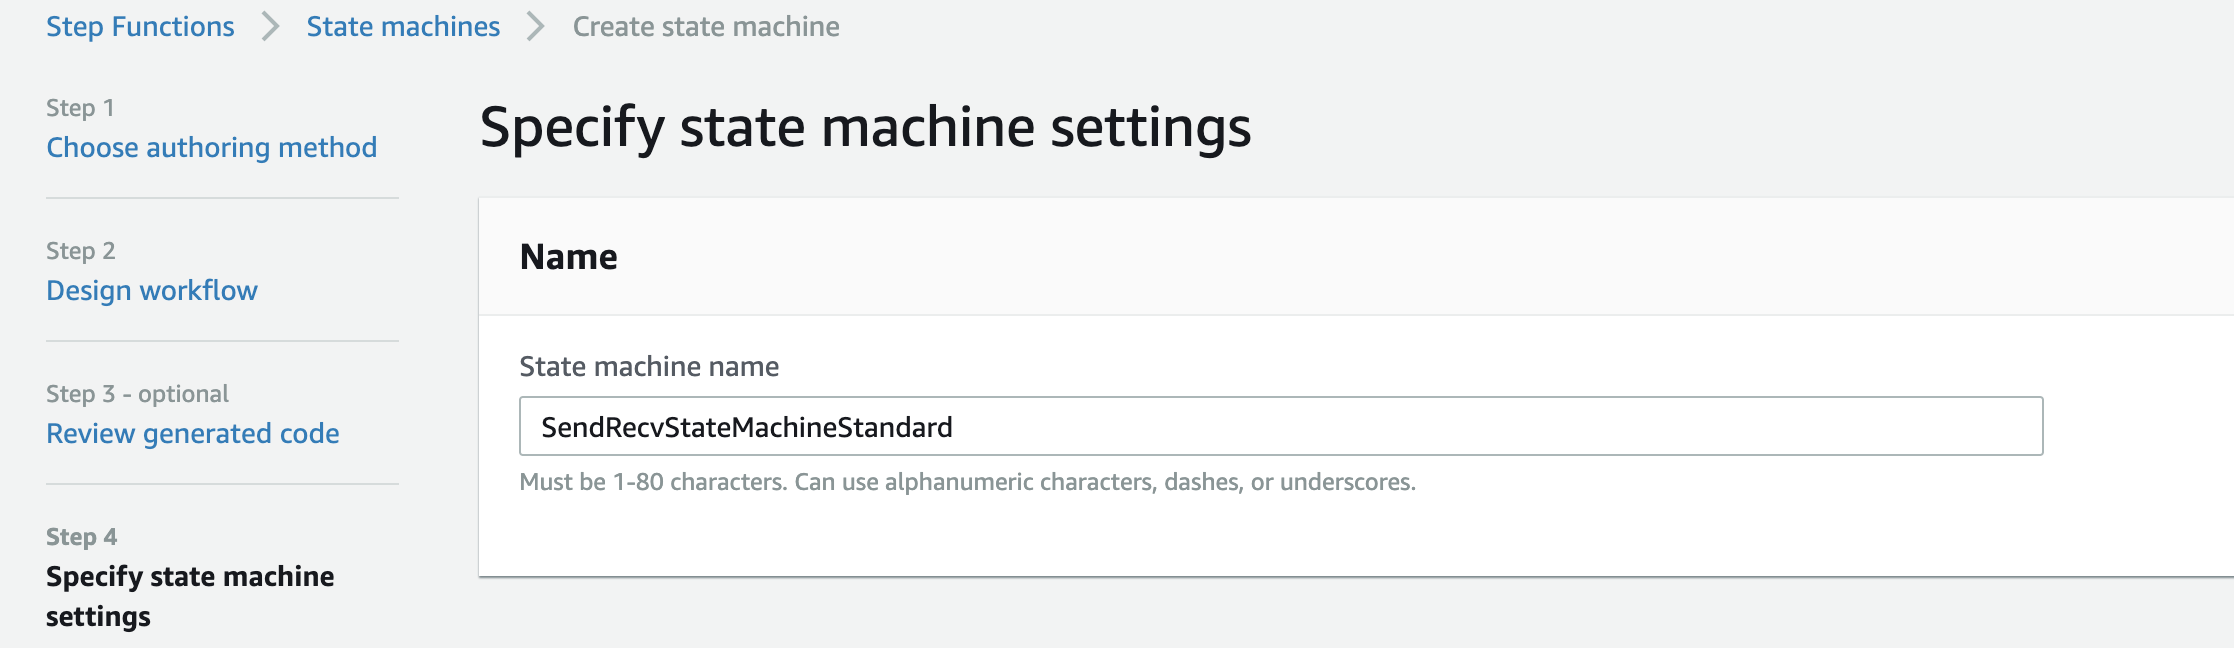 Step Functions > State machines > Create state machine
Step 1
Choose authoring method
Step 2
Design workflow
Step 3 - optional
Review generated code
Step 4
Specify state machine
settings
Specify state machine settings
Name
State machine name
SendRecvStateMachineStandard
Must be 1-80 characters. Can use alphanumeric characters, dashes, or underscores.